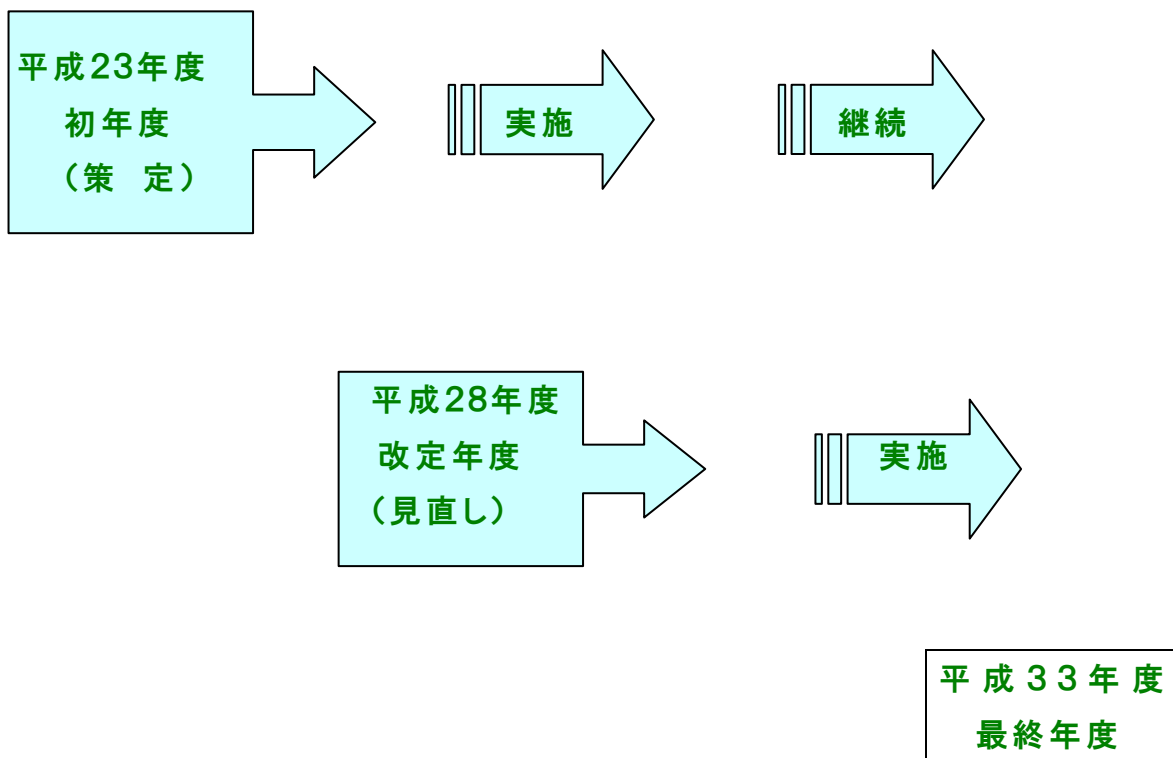 平成23年度
初年度
（策　定）
実施
継続
平成28年度
改定年度
（見直し）
実施
平成３３年度
最終年度